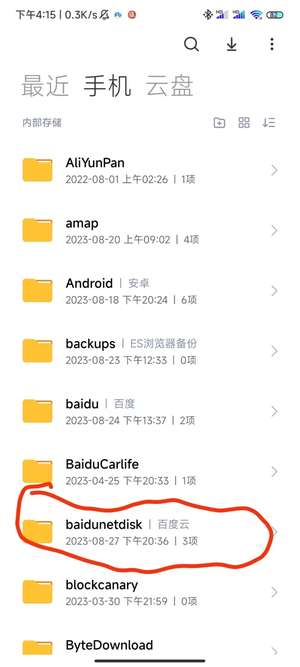 下午4:15 | 0.3K/s
最近 手机 云盘
内部存储
AliYunPan
2022-08-01 上午02:26 | 1项
amap
2023-08-20 上午09:02 | 4项
Android | 安卓
2023-08-18 下午20:24 | 6项
backups | ES浏览器备份
2023-08-23 下午12:33 | 0项
baidu | 百度
2023-08-24 下午13:37 | 2项
BaiduCarlife
2023-04-25 下午20:33 | 1项
baidunetdisk | 百度云
2023-08-27 下午20:36 | 3项
blockcanary
2023-03-30 下午21:59 | 0项
ByteDownload